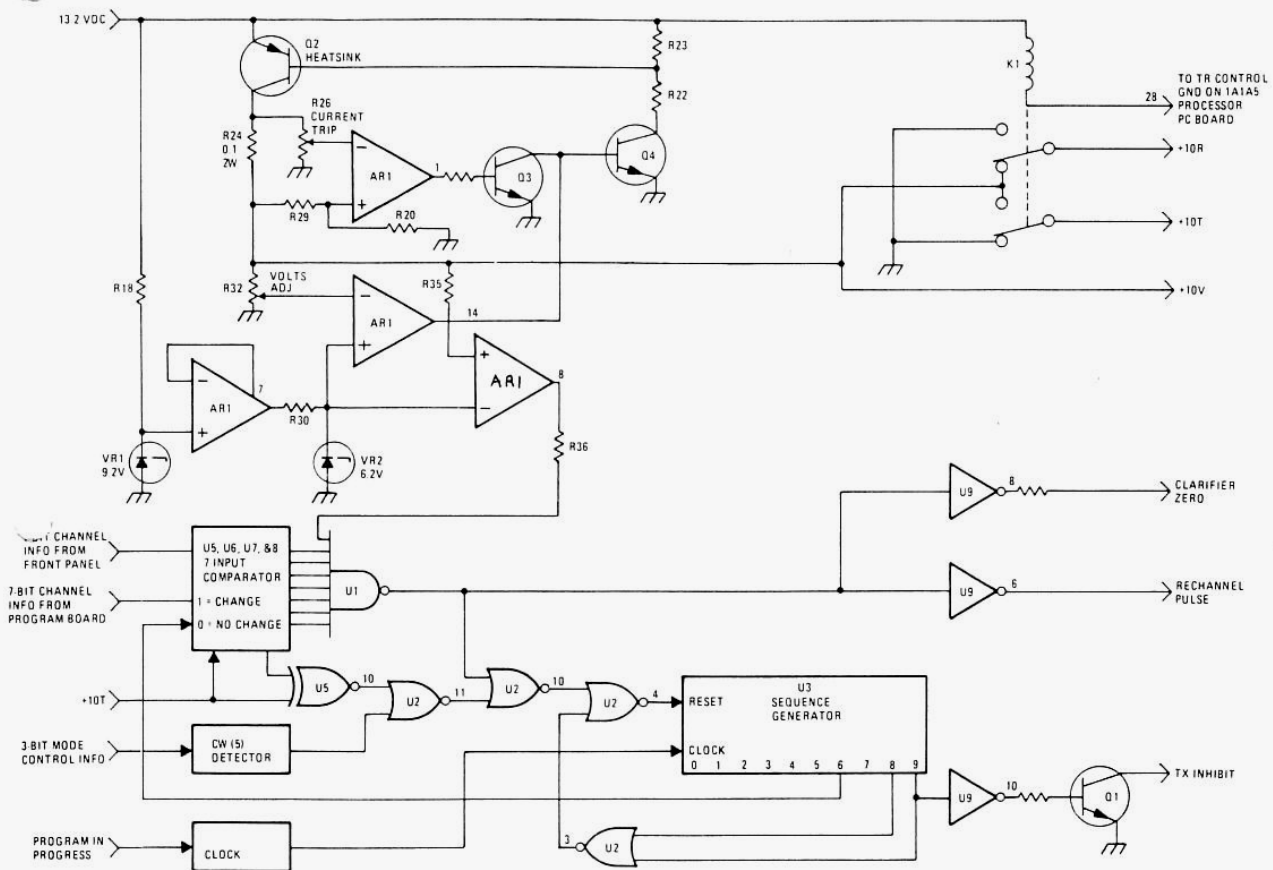 13.2 VDC
Q2
HEATSINK
R23
K1
R22
28
TO TR CONTROL
GND ON 1A1A5
PROCESSOR
PC BOARD
R26
CURRENT
TRIP
R24
0.1
2W
AR1
1
Q3
Q4
+10R
R29
R20
+10T
R18
R32
VOLTS
ADJ
R35
+10V
AR1
14
AR1
8
AR1
7
R30
R36
VR1
9.2V
VR2
6.2V
CHANNEL
INFO FROM
FRONT PANEL
U5, U6, U7, &8
7 INPUT
COMPARATOR
1 = CHANGE
0 = NO CHANGE
U1
U9
8
CLARIFIER
ZERO
7-BIT CHANNEL
INFO FROM
PROGRAM BOARD
U9
6
RECHANNEL
PULSE
+10T
U5
10
U2
11
U2
10
U2
4
RESET
U3
SEQUENCE
GENERATOR
CLOCK
0 1 2 3 4 5 6 7 8 9
3-BIT MODE
CONTROL INFO
CW (5)
DETECTOR
U9
10
Q1
TX INHIBIT
PROGRAM IN
PROGRESS
CLOCK
3
U2